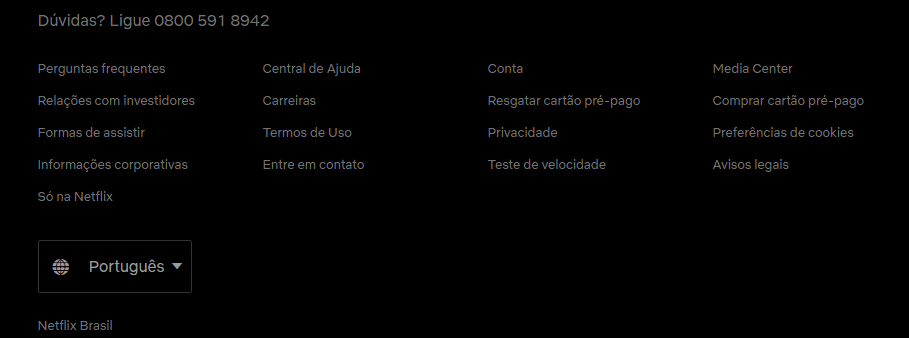 Dúvidas? Ligue 0800 591 8942
Perguntas frequentes Central de Ajuda Conta Media Center
Relações com investidores Carreiras Resgatar cartão pré-pago Comprar cartão pré-pago
Formas de assistir Termos de Uso Privacidade Preferências de cookies
Informações corporativas Entre em contato Teste de velocidade Avisos legais
Só na Netflix
Português
Netflix Brasil